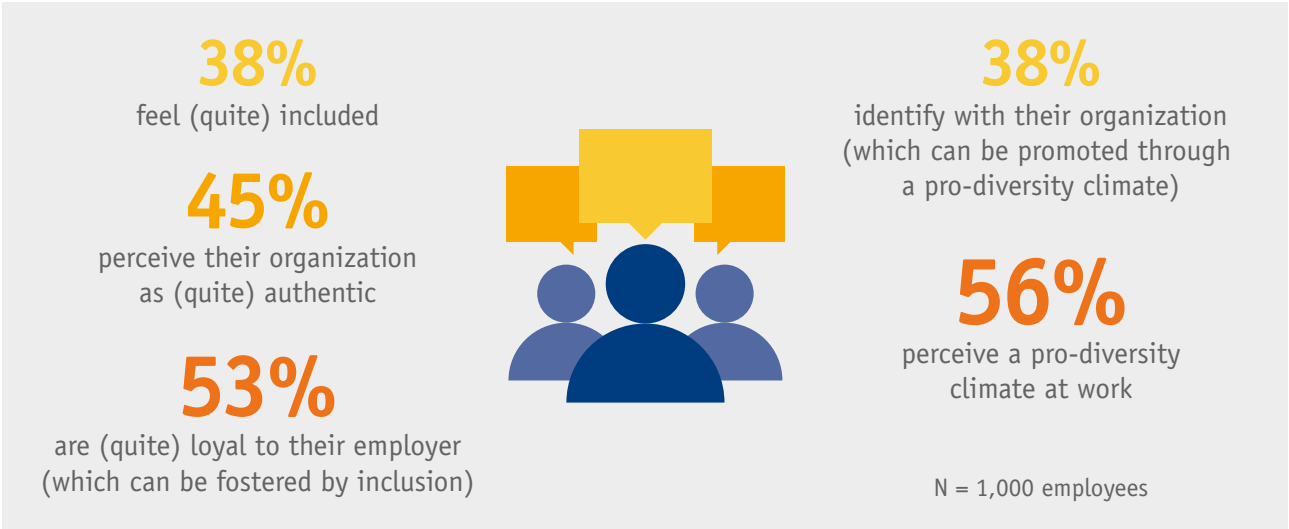 38%
feel (quite) included
45%
perceive their organization
as (quite) authentic
53%
are (quite) loyal to their employer
(which can be fostered by inclusion)
38%
identify with their organization
(which can be promoted through
a pro-diversity climate)
56%
perceive a pro-diversity
climate at work
N = 1,000 employees